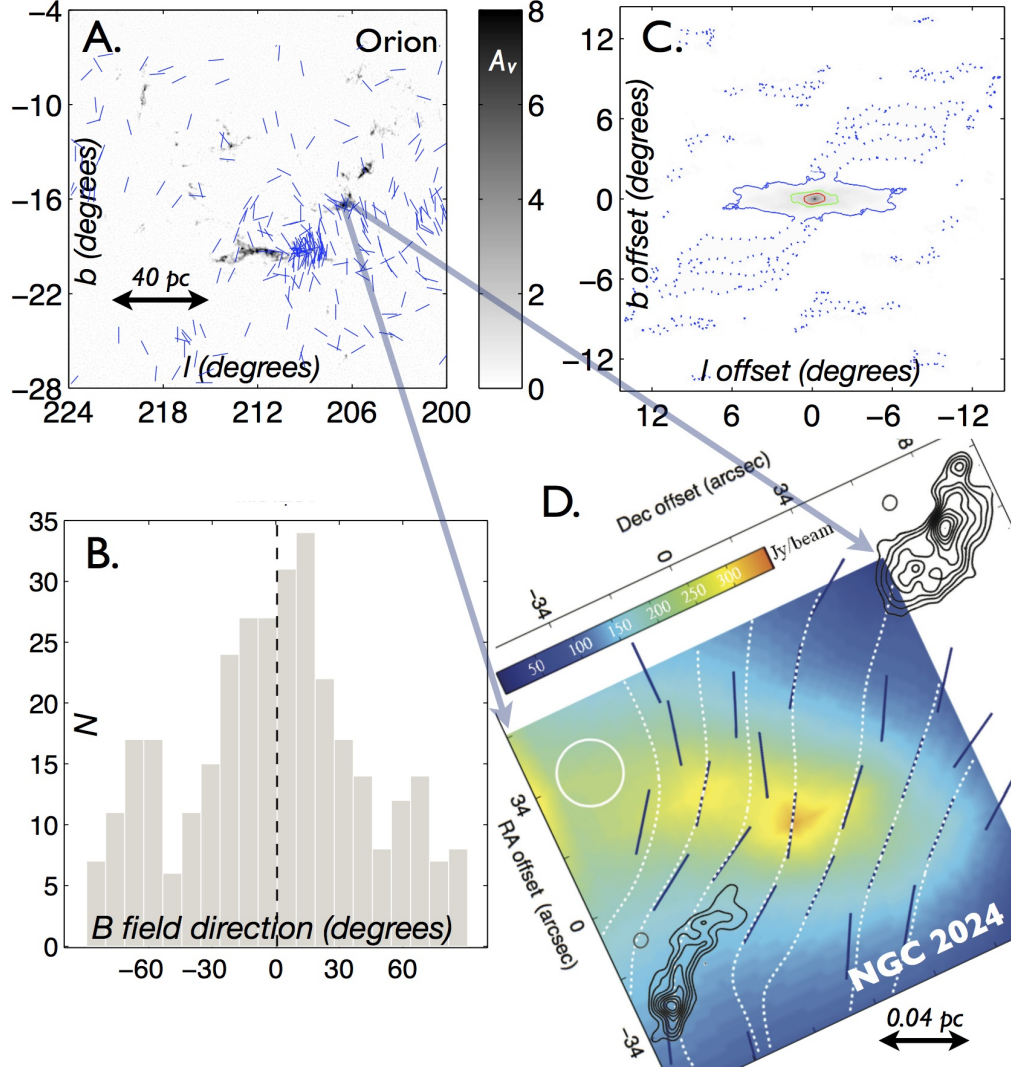 A.
Orion
−4
−10
−16
−22
−28
b (degrees)
40 pc
l (degrees)
224
218
212
206
200
8
Av
6
4
2
0
C.
12
6
0
−6
−12
b offset (degrees)
l offset (degrees)
12
6
0
−6
−12
B.
35
30
25
20
15
10
5
0
N
B field direction (degrees)
−60
−30
0
30
60
D.
Dec offset (arcsec)
−34
0
34
8
Jy/beam
50
100
150
200
250
300
34
RA offset (arcsec)
0
−34
NGC 2024
0.04 pc